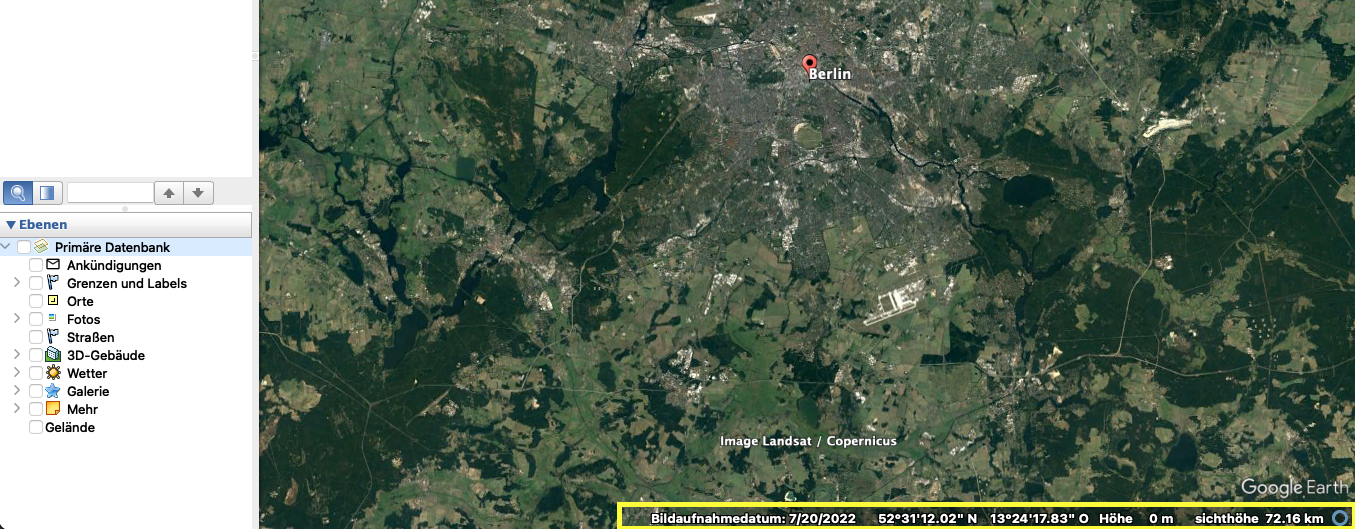 Berlin
Ebenen
Primäre Datenbank
Ankündigungen
Grenzen und Labels
Orte
Fotos
Straßen
3D-Gebäude
Wetter
Galerie
Mehr
Gelände
Image Landsat / Copernicus
Google Earth
Bildaufnahmedatum: 7/20/2022 52°31'12.02" N 13°24'17.83" O Höhe 0 m sichthöhe 72.16 km